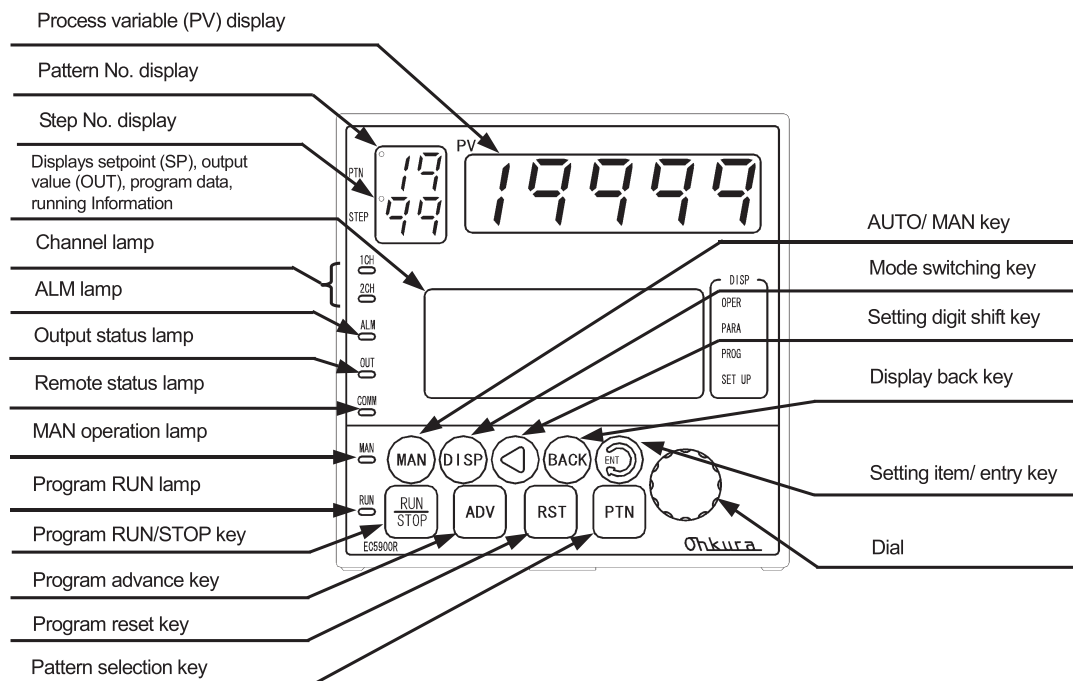 Process variable (PV) display
Pattern No. display
Step No. display
Displays setpoint (SP), output
value (OUT), program data,
running Information
Channel lamp
ALM lamp
Output status lamp
Remote status lamp
MAN operation lamp
Program RUN lamp
Program RUN/STOP key
Program advance key
Program reset key
Pattern selection key
PTN
19
STEP
99
PV
19999
1CH
2CH
ALM
OUT
COMM
MAN
RUN
DISP
OPER
PARA
PROG
SET UP
MAN
DISP
BACK
ENT
RUN
STOP
ADV
RST
PTN
EC5900R
Ohkura
AUTO/ MAN key
Mode switching key
Setting digit shift key
Display back key
Setting item/ entry key
Dial